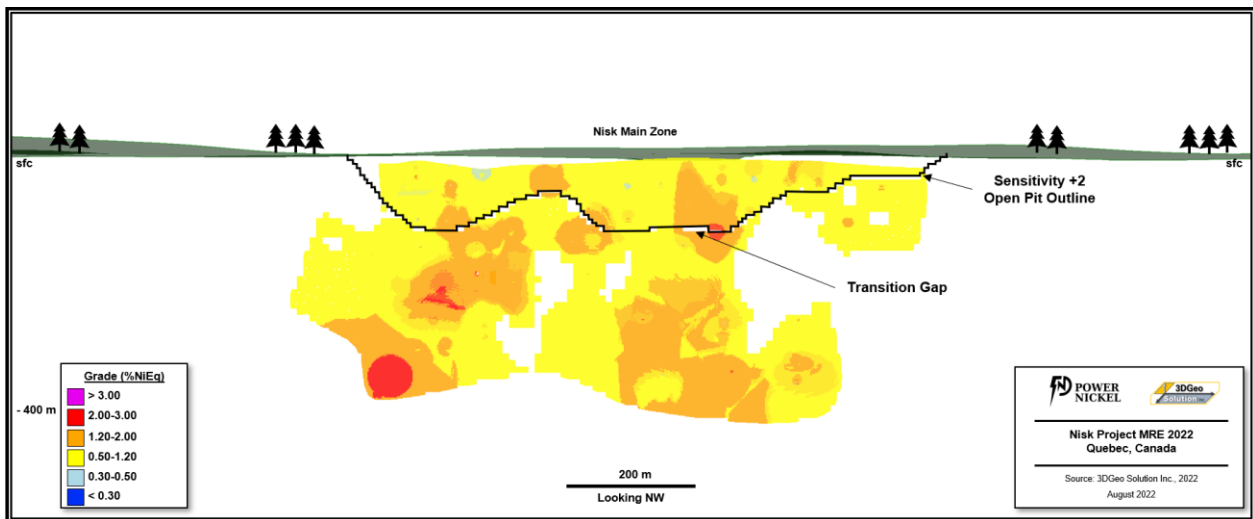 Nisk Main Zone
sfc
sfc
Sensitivity +2
Open Pit Outline
Transition Gap
Grade (%NiEq)
> 3.00
2.00-3.00
1.20-2.00
0.50-1.20
0.30-0.50
< 0.30
- 400 m
200 m
Looking NW
POWER
NICKEL
3DGeo
Solution Inc.
Nisk Project MRE 2022
Quebec, Canada
Source: 3DGeo Solution Inc., 2022
August 2022